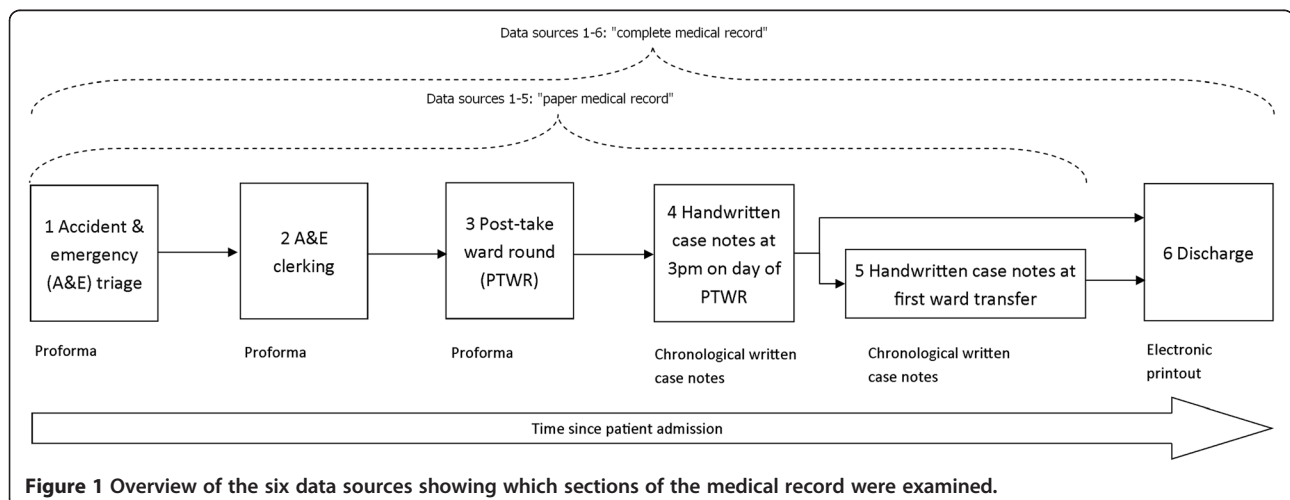 Data sources 1-6: "complete medical record"
Data sources 1-5: "paper medical record"
1 Accident &
emergency
(A&E) triage
2 A&E
clerking
3 Post-take
ward round
(PTWR)
4 Handwritten
case notes at
3pm on day of
PTWR
5 Handwritten case notes at
first ward transfer
6 Discharge
Proforma
Proforma
Proforma
Chronological written
case notes
Chronological written
case notes
Electronic
printout
Time since patient admission
Figure 1 Overview of the six data sources showing which sections of the medical record were examined.